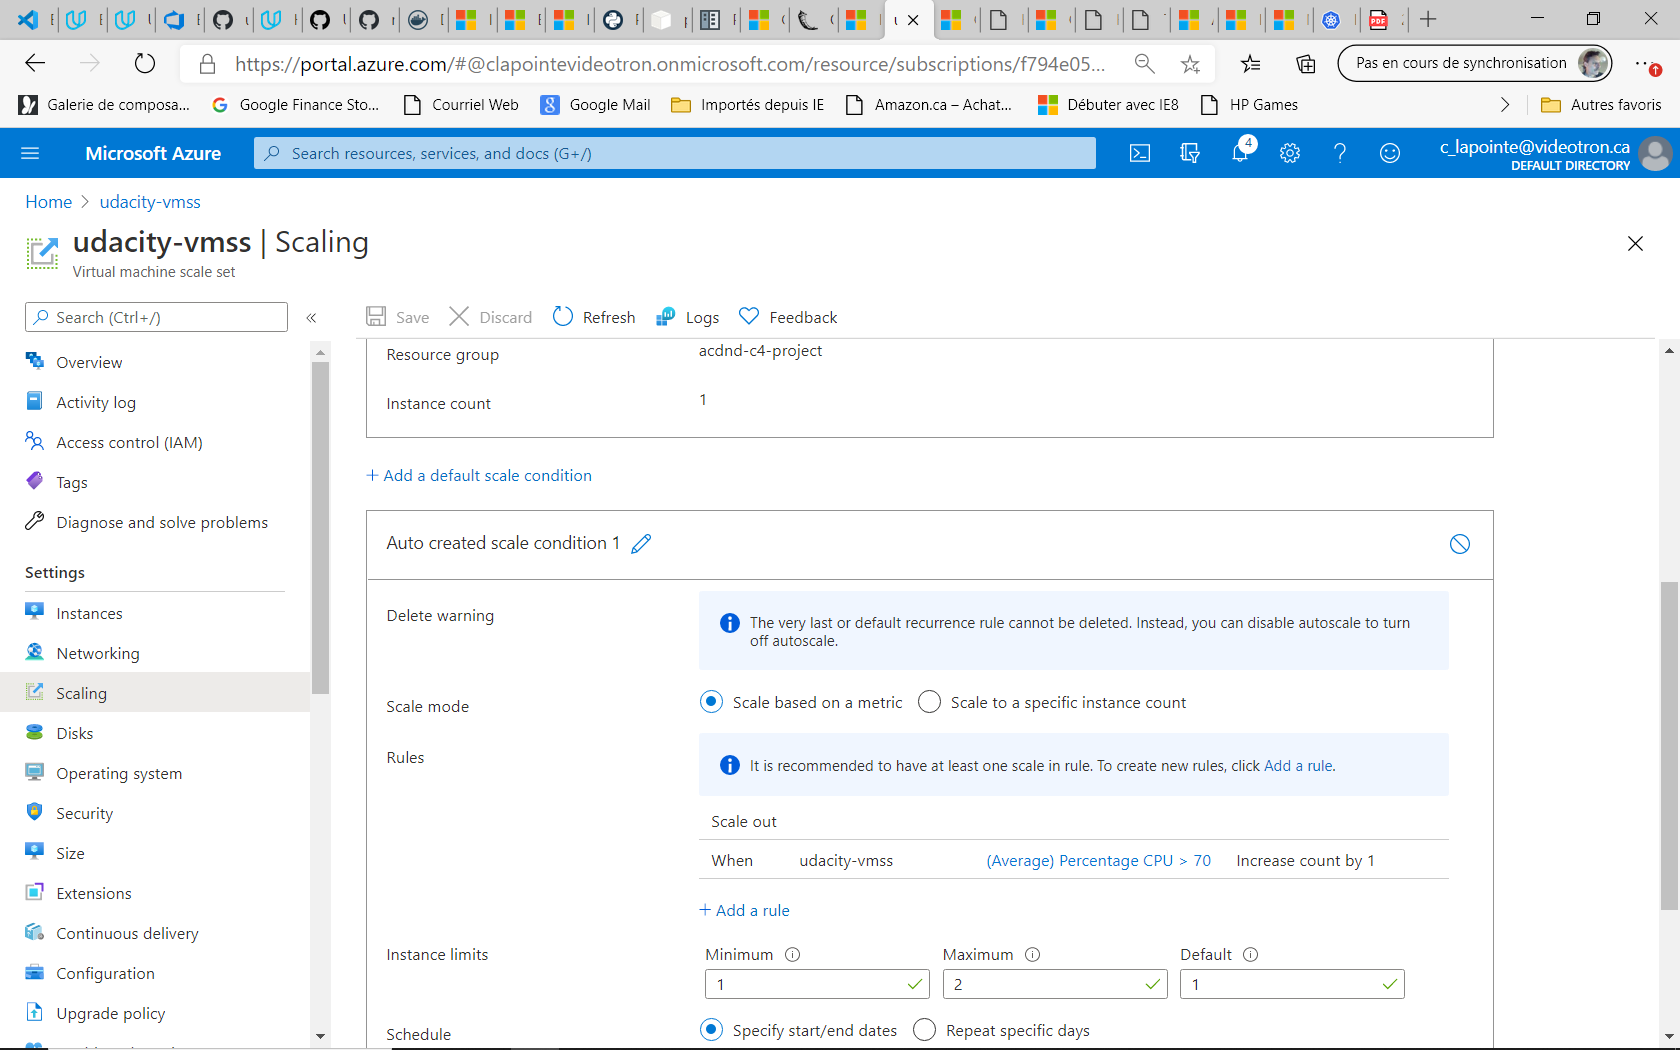 https://portal.azure.com/#@clapointevideotron.onmicrosoft.com/resource/subscriptions/f794e05...
Pas en cours de synchronisation
Galerie de composa...
Google Finance Sto...
Courriel Web
Google Mail
Importés depuis IE
Amazon.ca – Achat...
Débuter avec IE8
HP Games
Autres favoris
Microsoft Azure
Search resources, services, and docs (G+/)
4
c_lapointe@videotron.ca
DEFAULT DIRECTORY
Home > udacity-vmss
udacity-vmss | Scaling
Virtual machine scale set
Search (Ctrl+/)
«
Save
Discard
Refresh
Logs
Feedback
Overview
Activity log
Access control (IAM)
Tags
Diagnose and solve problems
Settings
Instances
Networking
Scaling
Disks
Operating system
Security
Size
Extensions
Continuous delivery
Configuration
Upgrade policy
Resource group
acdnd-c4-project
Instance count
1
+ Add a default scale condition
Auto created scale condition 1
Delete warning
The very last or default recurrence rule cannot be deleted. Instead, you can disable autoscale to turn
off autoscale.
Scale mode
Scale based on a metric
Scale to a specific instance count
Rules
It is recommended to have at least one scale in rule. To create new rules, click Add a rule.
Scale out
When
udacity-vmss
(Average) Percentage CPU > 70
Increase count by 1
+ Add a rule
Instance limits
Minimum
Maximum
Default
1
2
1
Schedule
Specify start/end dates
Repeat specific days